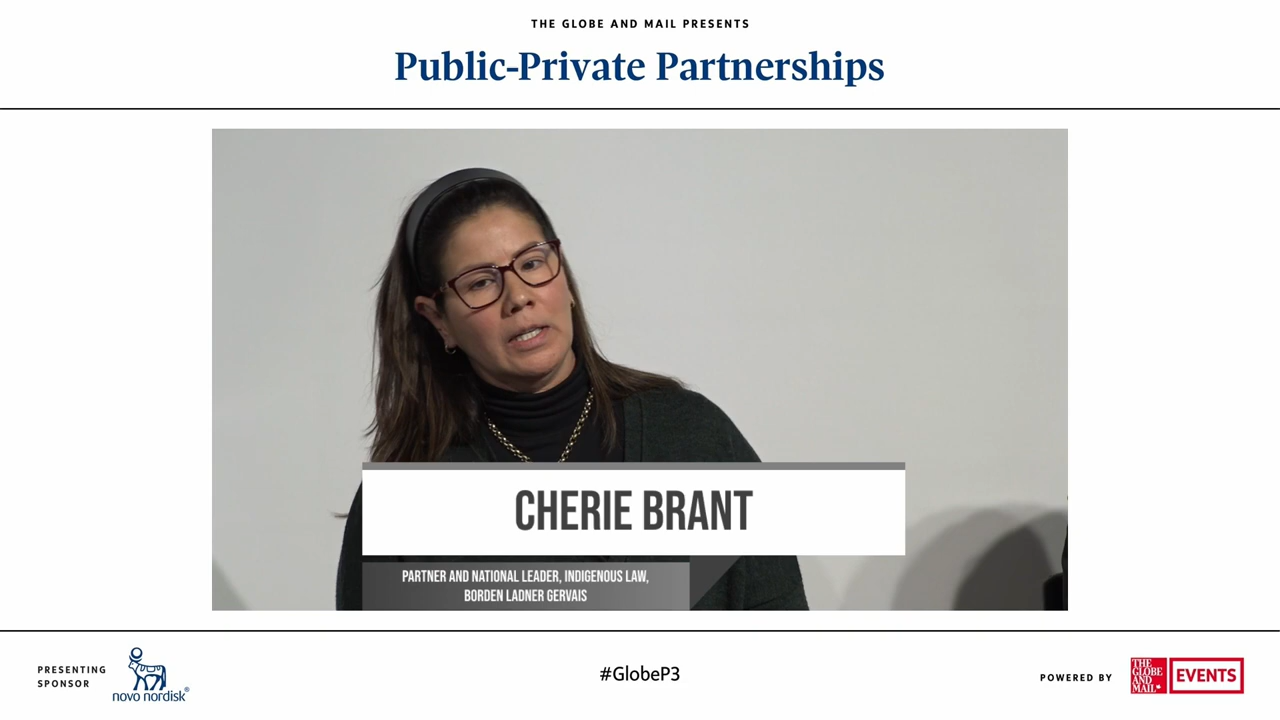 THE GLOBE AND MAIL PRESENTS
Public-Private Partnerships
CHERIE BRANT
PARTNER AND NATIONAL LEADER, INDIGENOUS LAW,
BORDEN LADNER GERVAIS
PRESENTING
SPONSOR
novo nordisk®
#GlobeP3
POWERED BY
THE
GLOBE
AND
MAIL
EVENTS